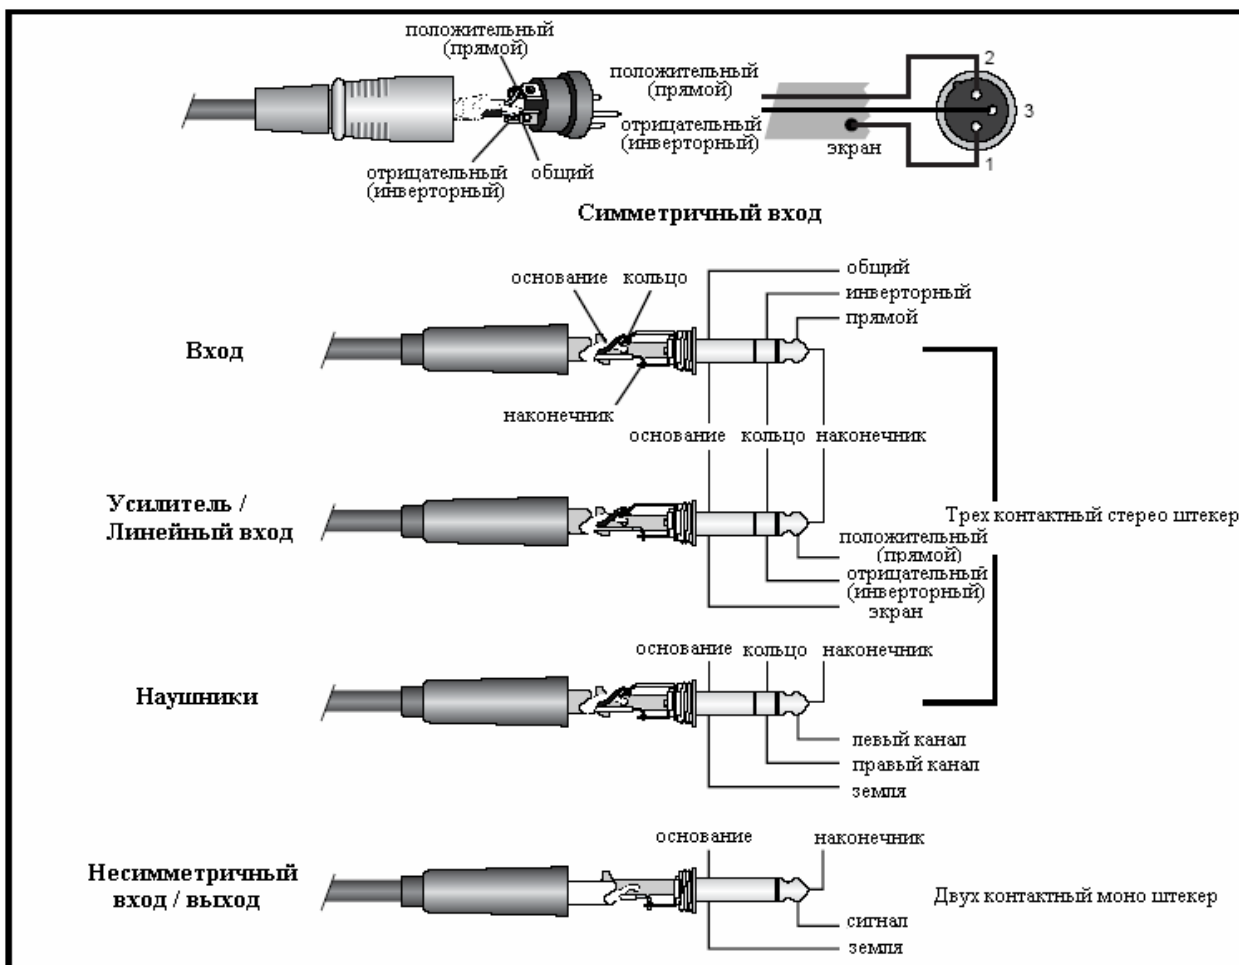 положительный
(прямой)
положительный
(прямой)
2
3
отрицательный
(инверторный)
экран
1
отрицательный
(инверторный)
общий
Симметричный вход
основание кольцо
общий
инверторный
прямой
Вход
наконечник
основание кольцо наконечник
Усилитель /
Линейный вход
Трех контактный стерео штекер
положительный
(прямой)
отрицательный
(инверторный)
экран
основание кольцо наконечник
Наушники
левый канал
правый канал
земля
основание наконечник
Несимметричный
вход / выход
Двух контактный моно штекер
сигнал
земля